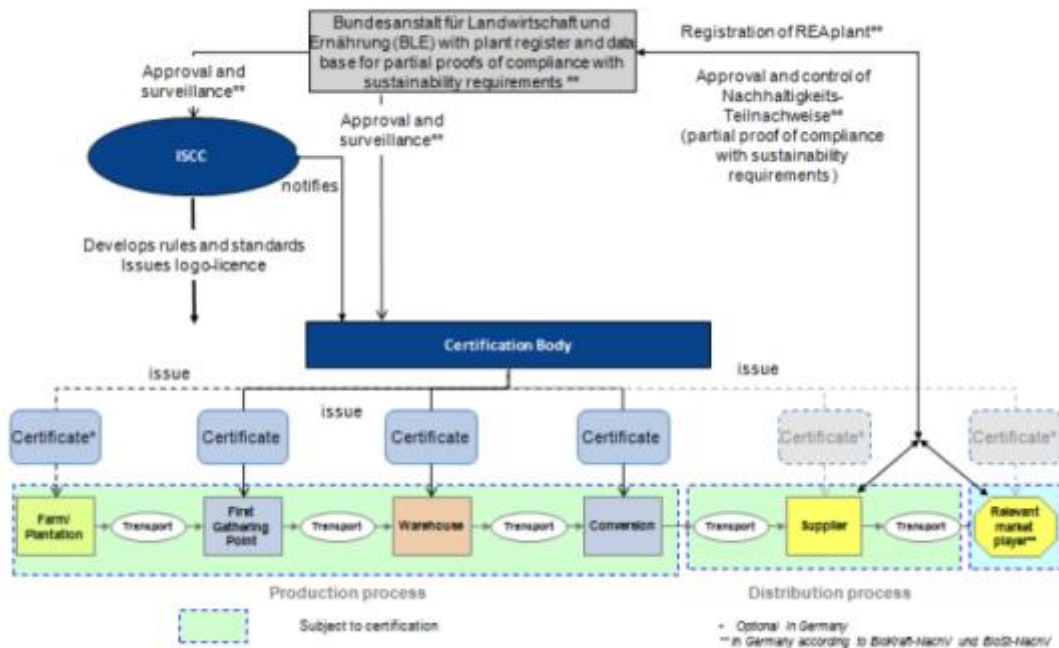 Bundesanstalt für Landwirtschaft und
Ernährung (BLE) with plant register and data
base for partial proofs of compliance with
sustainability requirements **
Registration of REAplant**
Approval and
surveillance**
Approval and
surveillance**
Approval and control of
Nachhaltigkeits-
Teilnachweise**
(partial proof of compliance
with sustainability
requirements)
ISCC
notifies
Develops rules and standards
Issues logo-licence
Certification Body
issue
issue
issue
Certificate*
Certificate
Certificate
Certificate
Certificate*
Certificate*
Farm/
Plantation
Transport
First
Gathering
Point
Transport
Warehouse
Transport
Conversion
Transport
Supplier
Transport
Relevant
market
player**
Production process
Distribution process
Subject to certification
* Optional in Germany
** in Germany according to BioKraft-NachV und BioSt-NachV